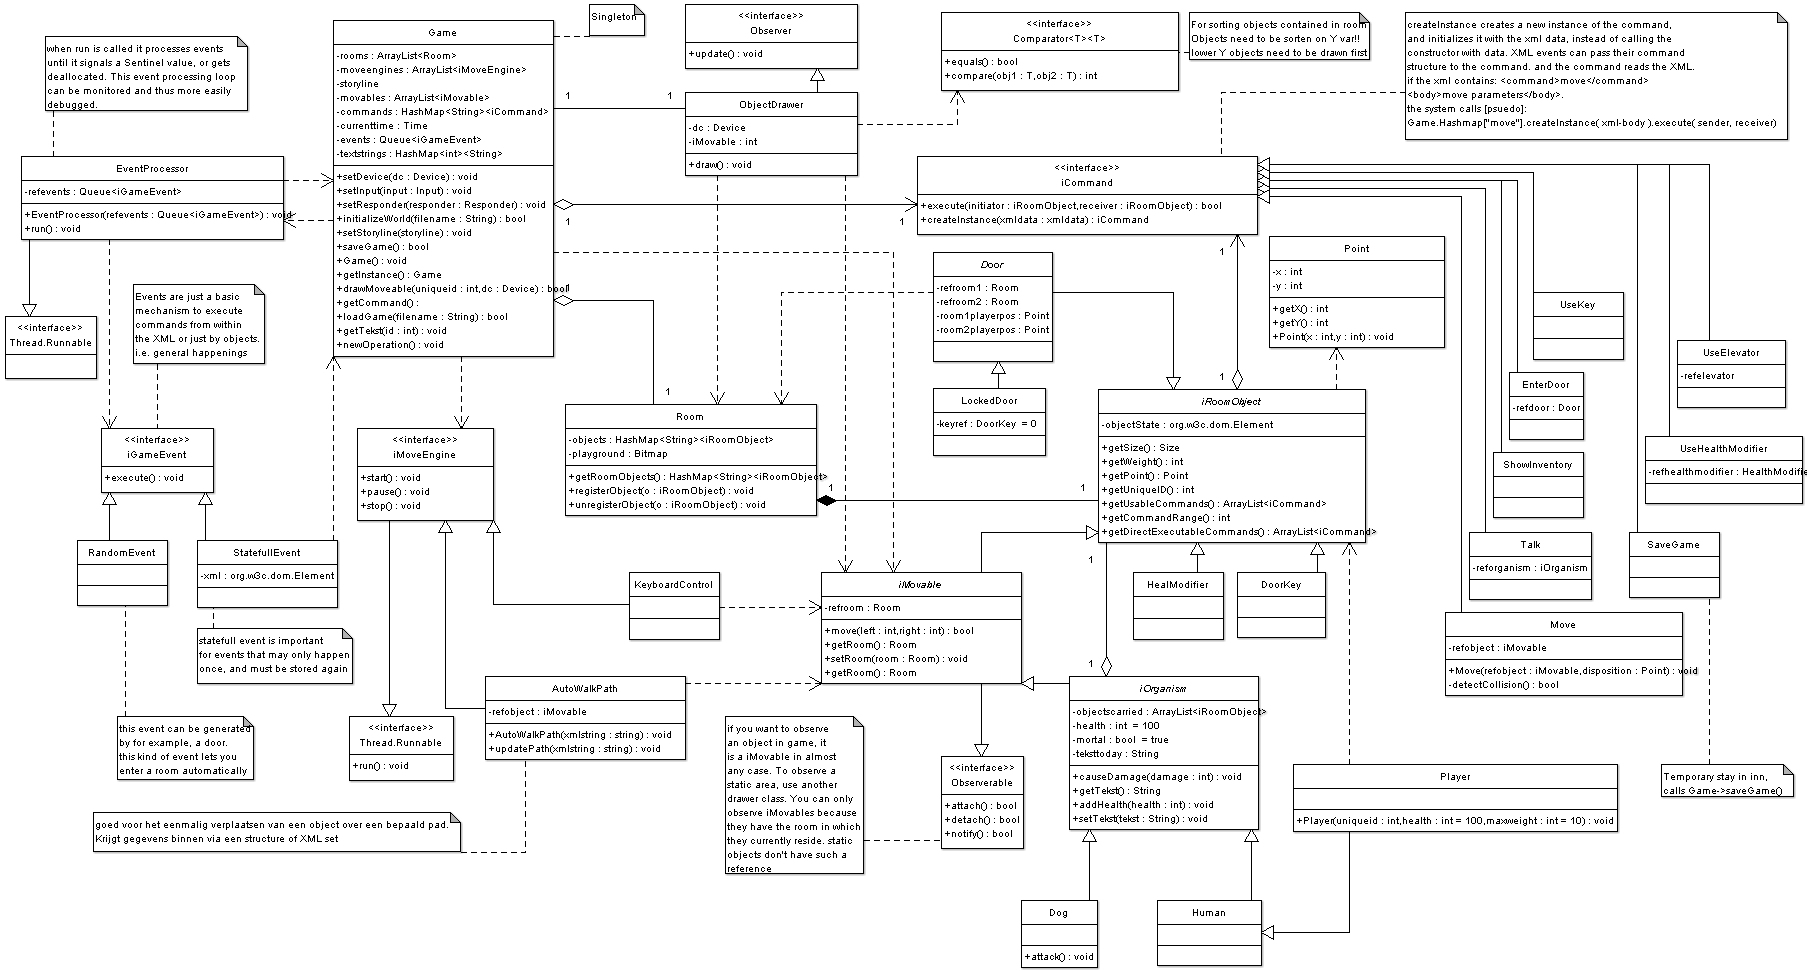 when run is called it processes events
until it signals a Sentinel value, or gets
deallocated. This event processing loop
can be monitored and thus more easily
debugged.
EventProcessor
-refevents : Queue<iGameEvent>
+EventProcessor(refevents : Queue<iGameEvent>) : void
+run() : void
<<interface>>
Thread.Runnable
Events are just a basic
mechanism to execute
commands from within
the XML or just by objects.
i.e. general happenings
<<interface>>
iGameEvent
+execute() : void
RandomEvent
StatefullEvent
-xml : org.w3c.dom.Element
statefull event is important
for events that may only happen
once, and must be stored again
this event can be generated
by for example, a door.
this kind of event lets you
enter a room automatically
goed voor het eenmalig verplaatsen van een object over een bepaald pad.
Krijgt gegevens binnen via een structure of XML set
Game
-rooms : ArrayList<Room>
-moveengines : ArrayList<iMoveEngine>
-storyline
-movables : ArrayList<iMovable>
-commands : HashMap<String><iCommand>
-currenttime : Time
-events : Queue<iGameEvent>
-textstrings : HashMap<int><String>
+setDevice(dc : Device) : void
+setInput(input : Input) : void
+setResponder(responder : Responder) : void
+initializeWorld(filename : String) : bool
+setStoryline(storyline) : void
+saveGame() : bool
+Game() : void
+getInstance() : Game
+drawMoveable(uniqueid : int,dc : Device) : bool
+getCommand() :
+loadGame(filename : String) : bool
+getTekst(id : int) : void
+newOperation() : void
Singleton
1
1
1
1
1
1
<<interface>>
Observer
+update() : void
ObjectDrawer
-dc : Device
-iMovable : int
+draw() : void
<<interface>>
Comparator<T><T>
+equals() : bool
+compare(obj1 : T,obj2 : T) : int
For sorting objects contained in room
Objects need to be sorten on Y var!!
lower Y objects need to be drawn first
createInstance creates a new instance of the command,
and initializes it with the xml data, instead of calling the
constructor with data. XML events can pass their command
structure to the command. and the command reads the XML.
if the xml contains: <command>move</command>
<body>move parameters</body>.
the system calls [psuedo]:
Game.Hashmap["move"].createInstance( xml-body ).execute( sender, receiver)
<<interface>>
iCommand
+execute(initiator : iRoomObject,receiver : iRoomObject) : bool
+createInstance(xmldata : xmldata) : iCommand
1
1
Door
-refroom1 : Room
-refroom2 : Room
-room1playerpos : Point
-room2playerpos : Point
LockedDoor
-keyref : DoorKey = 0
Point
-x : int
-y : int
+getX() : int
+getY() : int
+Point(x : int,y : int) : void
UseKey
UseElevator
-refelevator
EnterDoor
-refdoor : Door
UseHealthModifier
-refhealthmodifier : HealthModifie
ShowInventory
Talk
-reforganism : iOrganism
SaveGame
Move
-refobject : iMovable
+Move(refobject : iMovable,disposition : Point) : void
-detectCollision() : bool
Temporary stay in inn,
calls Game->saveGame()
<<interface>>
iMoveEngine
+start() : void
+pause() : void
+stop() : void
Room
-objects : HashMap<String><iRoomObject>
-playground : Bitmap
+getRoomObjects() : HashMap<String><iRoomObject>
+registerObject(o : iRoomObject) : void
+unregisterObject(o : iRoomObject) : void
1
1
iRoomObject
-objectState : org.w3c.dom.Element
+getSize() : Size
+getWeight() : int
+getPoint() : Point
+getUniqueID() : int
+getUsableCommands() : ArrayList<iCommand>
+getCommandRange() : int
+getDirectExecutableCommands() : ArrayList<iCommand>
1
1
HealModifier
DoorKey
KeyboardControl
iMovable
-refroom : Room
+move(left : int,right : int) : bool
+getRoom() : Room
+setRoom(room : Room) : void
+getRoom() : Room
AutoWalkPath
-refobject : iMovable
+AutoWalkPath(xmlstring : string) : void
+updatePath(xmlstring : string) : void
<<interface>>
Thread.Runnable
+run() : void
if you want to observe
an object in game, it
is a iMovable in almost
any case. To observe a
static area, use another
drawer class. You can only
observe iMovables because
they have the room in which
they currently reside. static
objects don't have such a
reference
<<interface>>
Observerable
+attach() : bool
+detach() : bool
+notify() : bool
iOrganism
-objectscarried : ArrayList<iRoomObject>
-health : int = 100
-mortal : bool = true
-teksttoday : String
+causeDamage(damage : int) : void
+getTekst() : String
+addHealth(health : int) : void
+setTekst(tekst : String) : void
Player
+Player(uniqueid : int,health : int = 100,maxweight : int = 10) : void
Dog
+attack() : void
Human